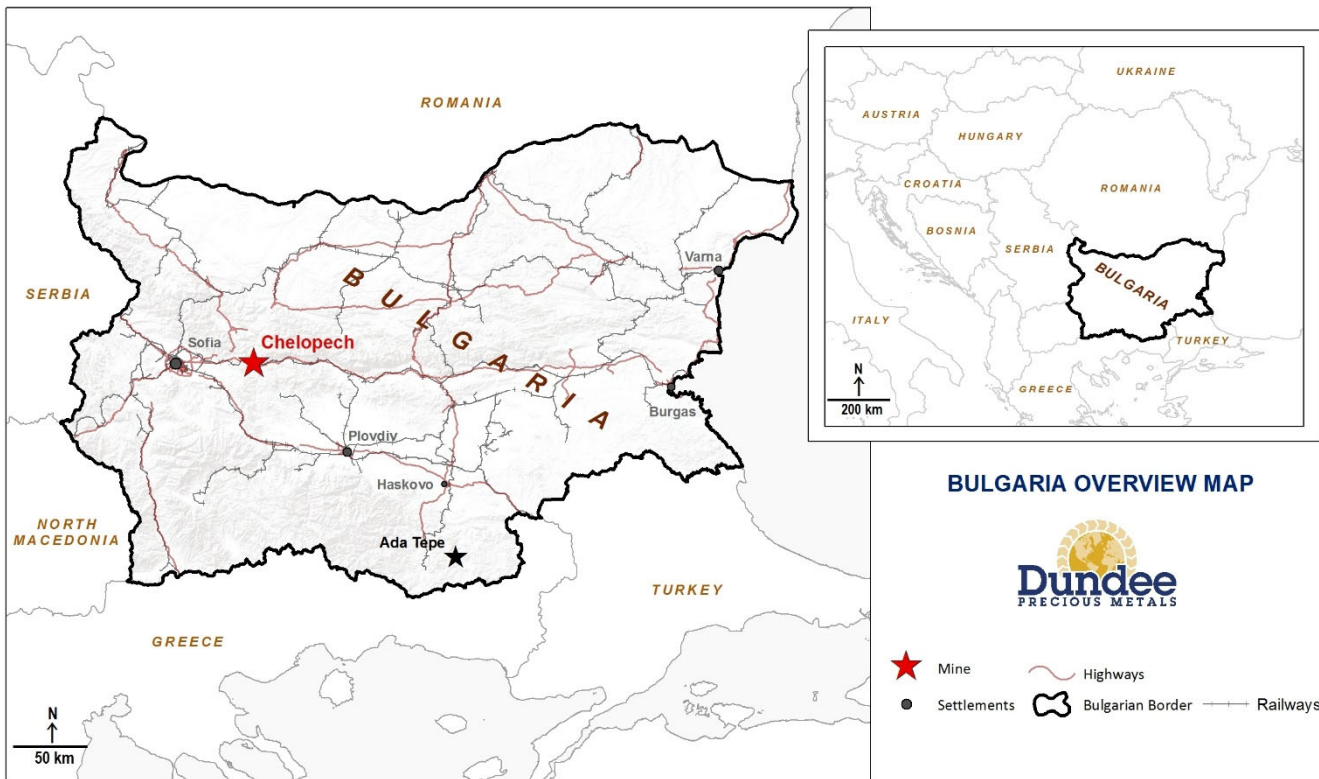 ROMANIA
SERBIA
BULGARIA
Varna
Sofia
Chelopech
Burgas
Plovdiv
Haskovo
NORTH
MACEDONIA
Ada Tepe
TURKEY
GREECE
N
50 km
UKRAINE
AUSTRIA
HUNGARY
CROATIA
ROMANIA
BOSNIA
SERBIA
BULGARIA
ITALY
TURKEY
N
200 km
GREECE
BULGARIA OVERVIEW MAP
Dundee
PRECIOUS METALS
Mine
Highways
Settlements
Bulgarian Border
Railways